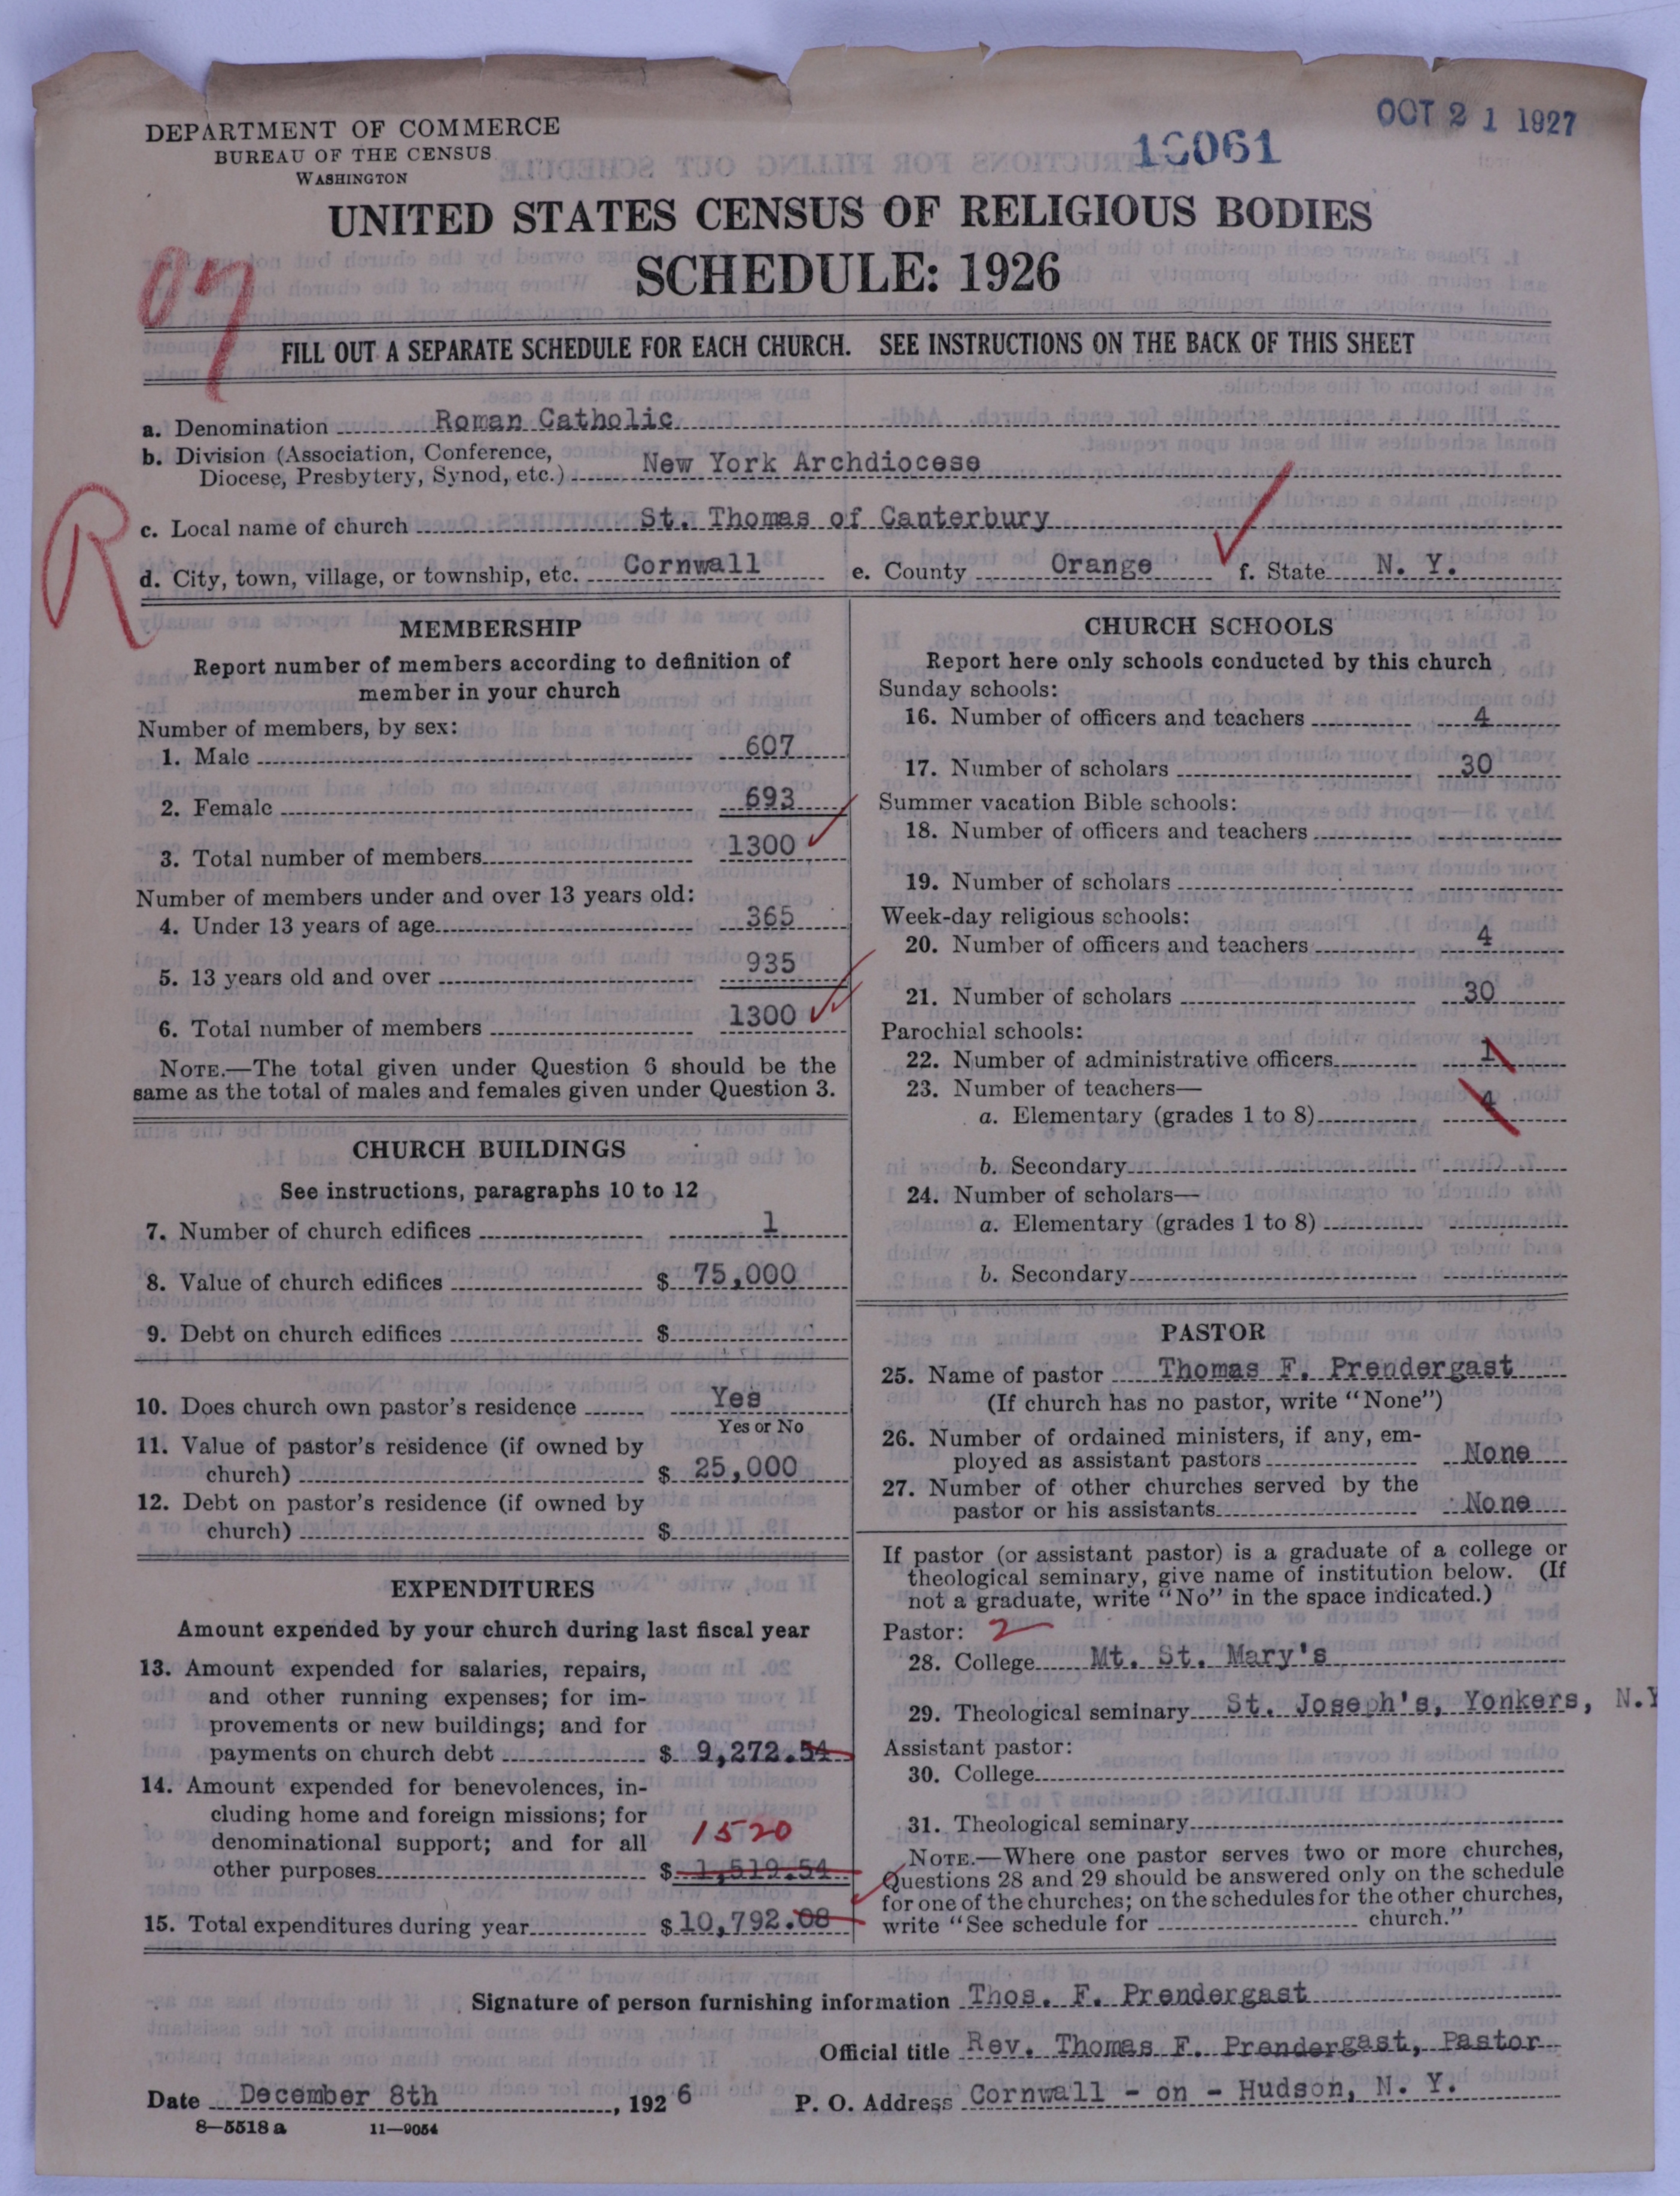 OCT 21 1927
DEPARTMENT OF COMMERCE
BUREAU OF THE CENSUS
WASHINGTON
UNITED STATES CENSUS OF RELIGIOUS BODIES
SCHEDULE: 1926
FILL OUT A SEPARATE SCHEDULE FOR EACH CHURCH. SEE INSTRUCTIONS ON THE BACK OF THIS SHEET
a. Denomination Roman Catholic
b. Division (Association, Conference,
Diocese, Presbytery, Synod, etc.) New York Archdiocese
R
c. Local name of church St. Thomas of Canterbury
d. City, town, village, or township, etc. Cornwall e. County Orange f. State N. Y.
MEMBERSHIP
Report number of members according to definition of
member in your church
Number of members, by sex:
1. Male 607
2. Female 693
3. Total number of members 1300
Number of members under and over 13 years old:
4. Under 13 years of age 365
5. 13 years old and over 935
6. Total number of members 1300
NOTE.—The total given under Question 6 should be the
same as the total of males and females given under Question 3.
CHURCH BUILDINGS
See instructions, paragraphs 10 to 12
7. Number of church edifices 1
8. Value of church edifices $ 75,000
9. Debt on church edifices $
10. Does church own pastor's residence Yes
Yes or No
11. Value of pastor's residence (if owned by
church) $ 25,000
12. Debt on pastor's residence (if owned by
church) $
EXPENDITURES
Amount expended by your church during last fiscal year
13. Amount expended for salaries, repairs,
and other running expenses; for im-
provements or new buildings; and for
payments on church debt $ 9,272.54
14. Amount expended for benevolences, in-
cluding home and foreign missions; for
denominational support; and for all 1520
other purposes $ 1,519.54
15. Total expenditures during year $ 10,792.08
CHURCH SCHOOLS
Report here only schools conducted by this church
Sunday schools:
16. Number of officers and teachers 4
17. Number of scholars 30
Summer vacation Bible schools:
18. Number of officers and teachers
19. Number of scholars
Week-day religious schools:
20. Number of officers and teachers 4
21. Number of scholars 30
Parochial schools:
22. Number of administrative officers 1
23. Number of teachers—
a. Elementary (grades 1 to 8) 4
b. Secondary
24. Number of scholars—
a. Elementary (grades 1 to 8)
b. Secondary
PASTOR
25. Name of pastor Thomas F. Prendergast
(If church has no pastor, write "None")
26. Number of ordained ministers, if any, em-
ployed as assistant pastors None
27. Number of other churches served by the
pastor or his assistants None
If pastor (or assistant pastor) is a graduate of a college or
theological seminary, give name of institution below. (If
not a graduate, write "No" in the space indicated.)
Pastor: 2
28. College Mt. St. Mary's
29. Theological seminary St. Joseph's, Yonkers, N.Y
Assistant pastor:
30. College
31. Theological seminary
NOTE.—Where one pastor serves two or more churches,
Questions 28 and 29 should be answered only on the schedule
for one of the churches; on the schedules for the other churches,
write "See schedule for church."
Signature of person furnishing information Thos. F. Prendergast
Official title Rev. Thomas F. Prendergast, Pastor
Date December 8th, 1926 P. O. Address Cornwall - on - Hudson, N. Y.
8—5518a 11—9054